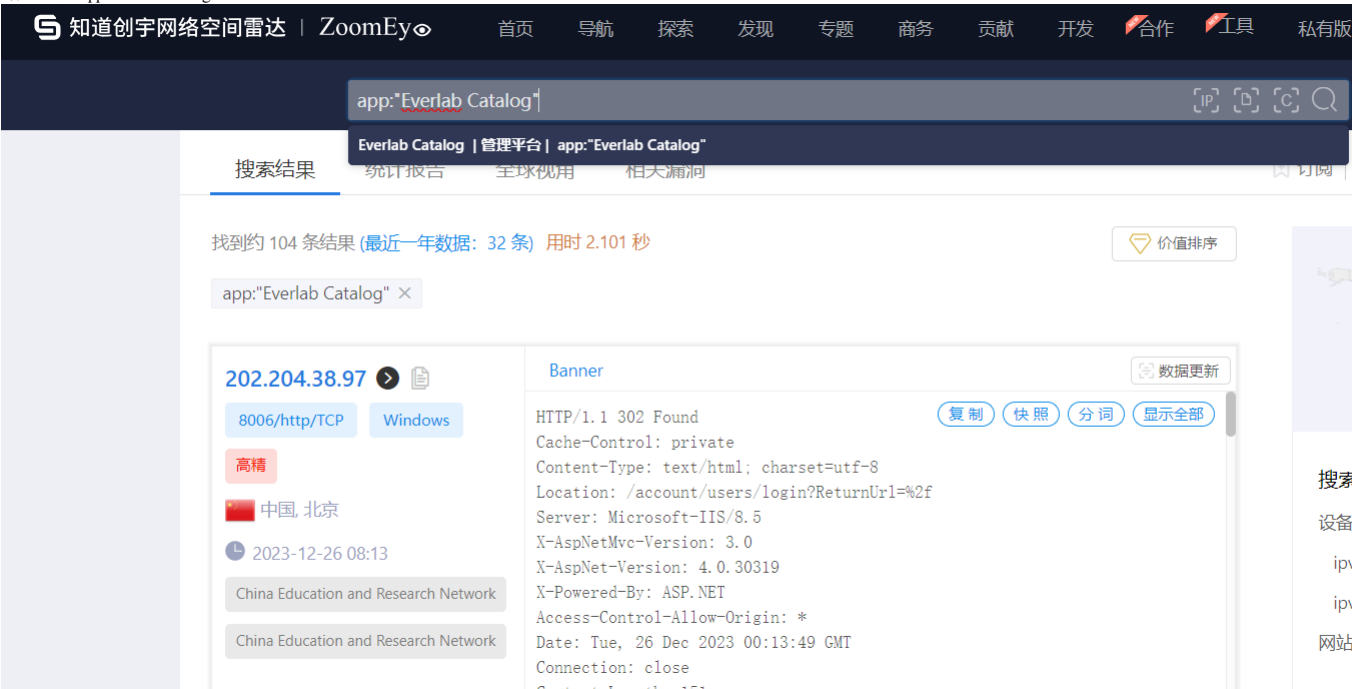 知道创宇网络空间雷达 | ZoomEye 首页 导航 探索 发现 专题 商务 贡献 开发 NEW 合作 NEW 工具 私有版
app:"Everlab Catalog" [IP] [D] [C]
Everlab Catalog | 管理平台 | app:"Everlab Catalog"
搜索结果 统计报告 全球视角 相关漏洞 订阅
找到约 104 条结果 (最近一年数据：32 条) 用时 2.101 秒 价值排序
app:"Everlab Catalog" ×
202.204.38.97
8006/http/TCP Windows
高精
中国, 北京
2023-12-26 08:13
China Education and Research Network
China Education and Research Network
Banner 数据更新
复制 快照 分词 显示全部
HTTP/1.1 302 Found
Cache-Control: private
Content-Type: text/html; charset=utf-8
Location: /account/users/login?ReturnUrl=%2f
Server: Microsoft-IIS/8.5
X-AspNetMvc-Version: 3.0
X-AspNet-Version: 4.0.30319
X-Powered-By: ASP.NET
Access-Control-Allow-Origin: *
Date: Tue, 26 Dec 2023 00:13:49 GMT
Connection: close
搜索
设备
ipv
ipv
网站